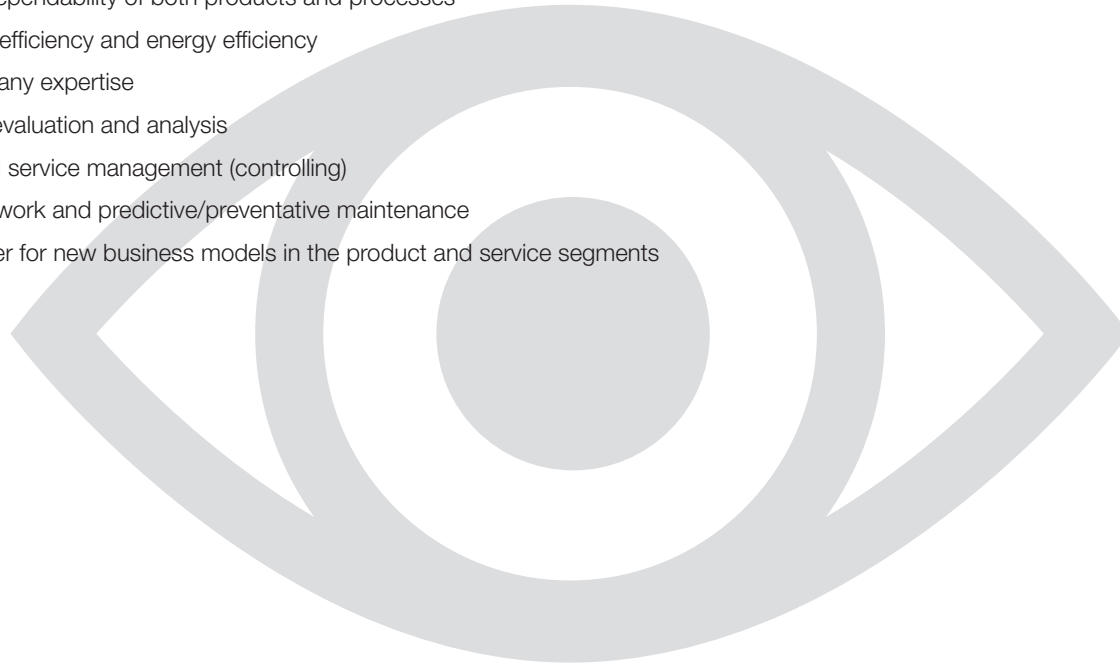 ependability of both products and processes
efficiency and energy efficiency
any expertise
evaluation and analysis
service management (controlling)
work and predictive/preventative maintenance
er for new business models in the product and service segments